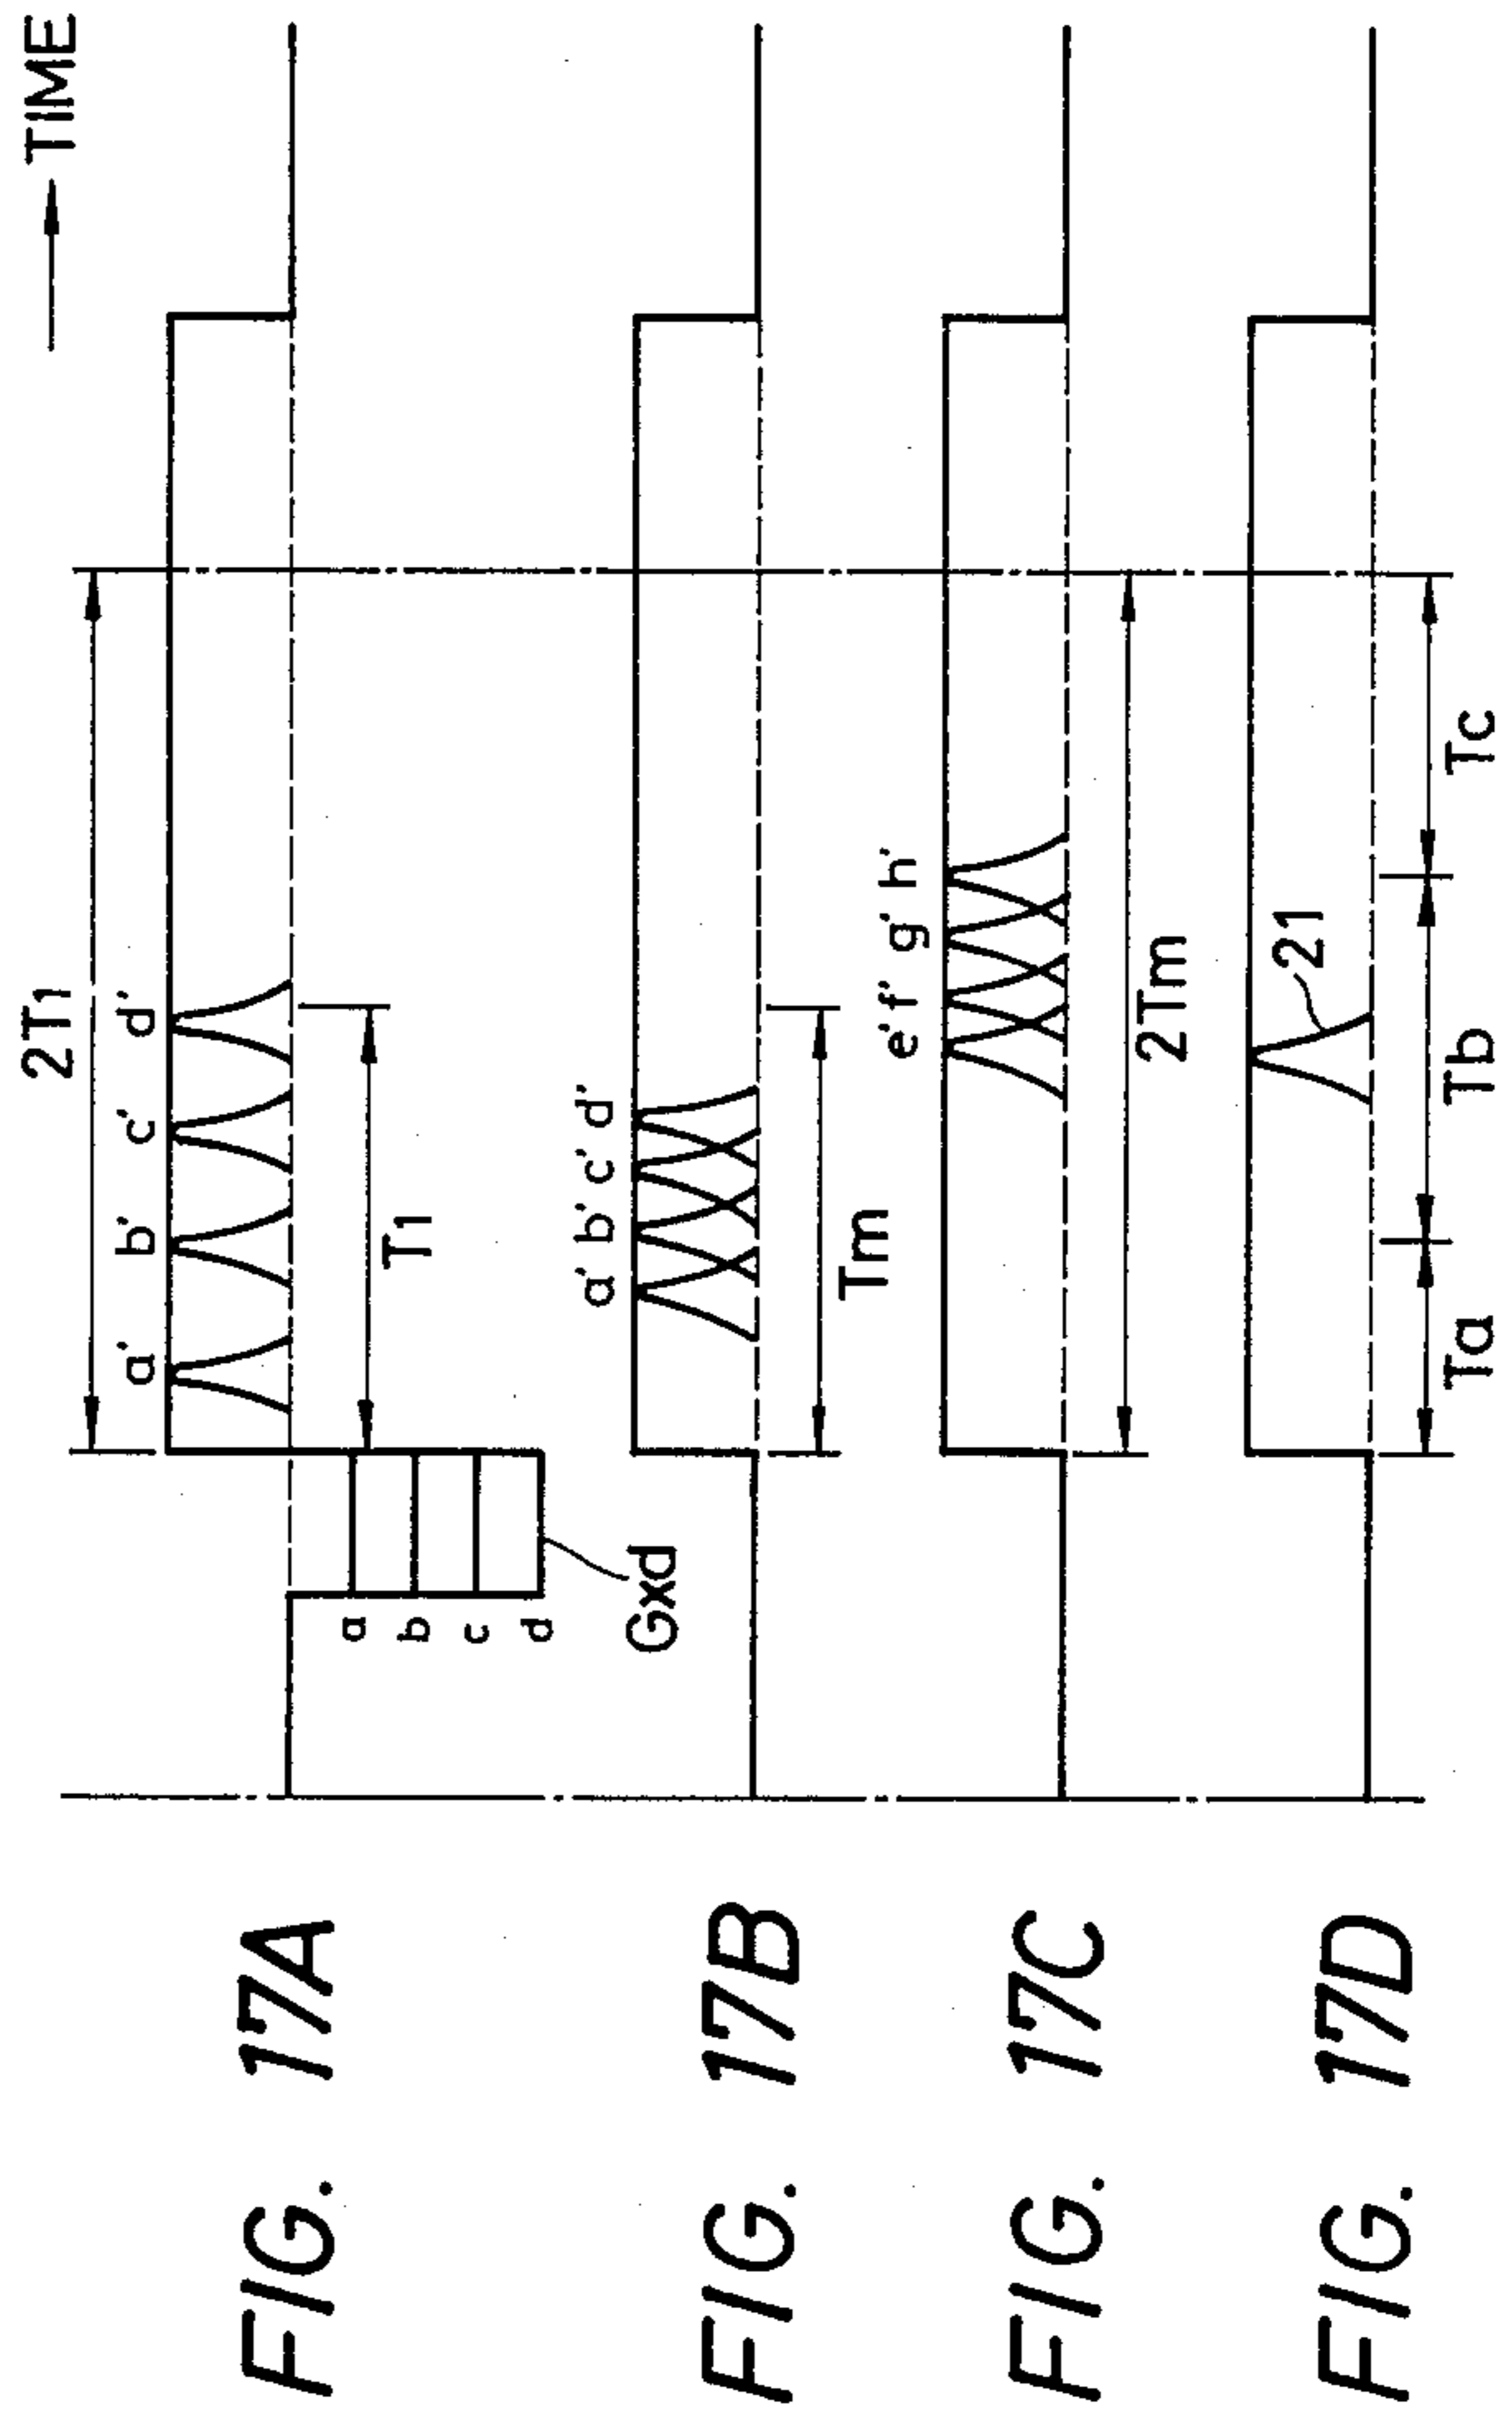 TIME
2T1
a' b' c' d'
T1
a
b
c
d
Gxd
FIG. 17A
a' b' c' d'
Tm
FIG. 17B
e' f' g' h'
2Tm
FIG. 17C
21
Ta Tb Tc
FIG. 17D